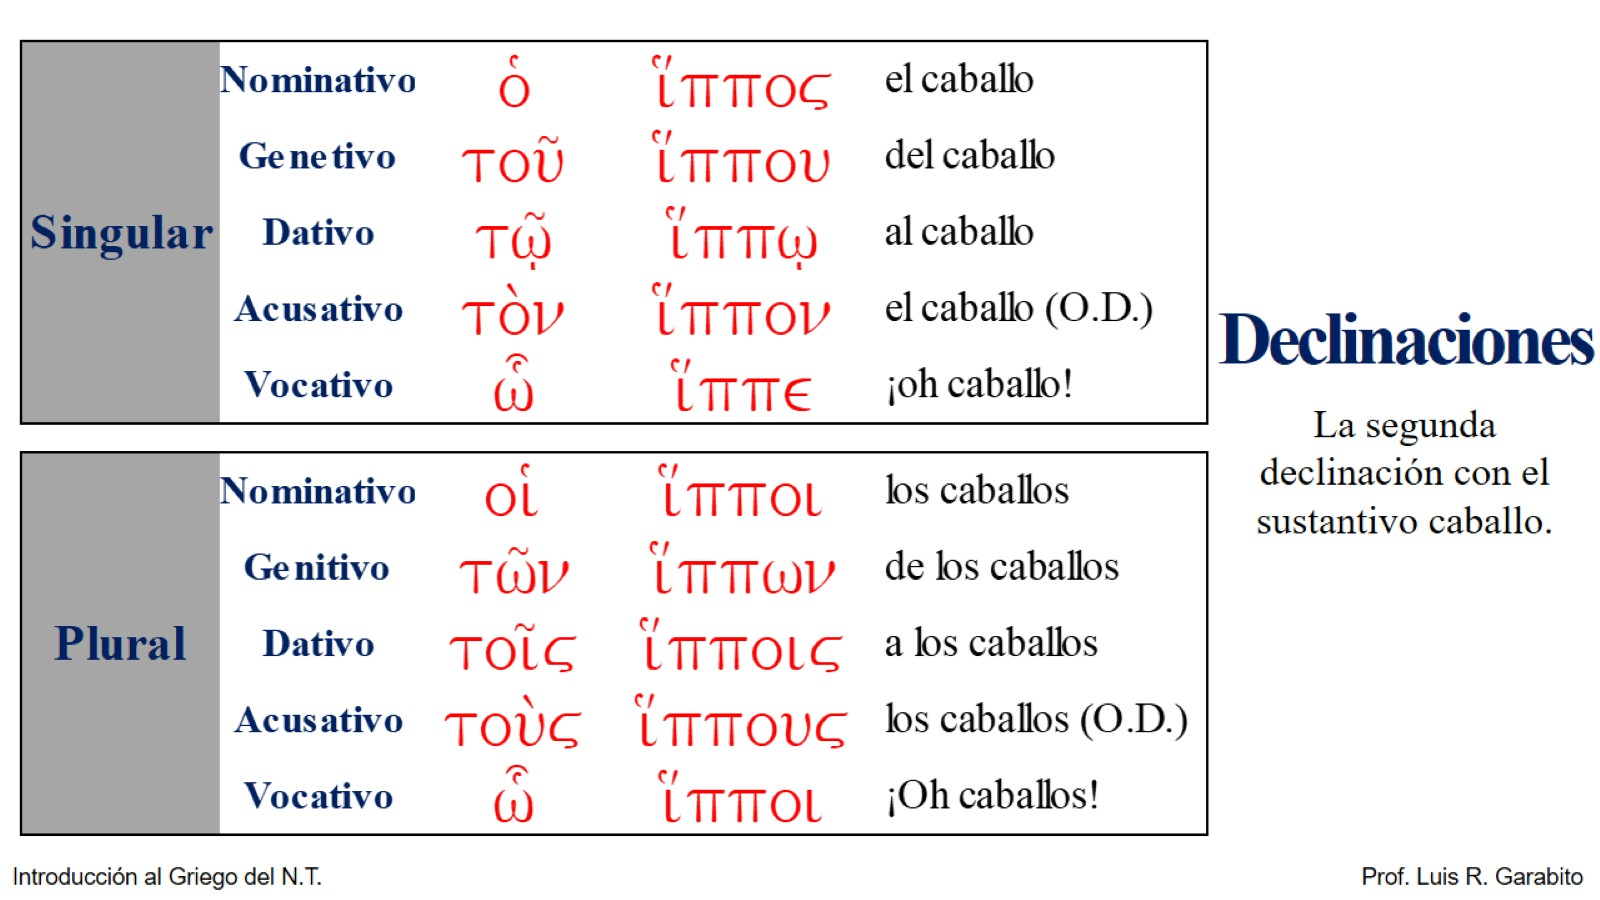 Singular
Nominativo ὁ ἵππος el caballo
Genetivo τοῦ ἵππου del caballo
Dativo τῷ ἵππῳ al caballo
Acusativo τὸν ἵππον el caballo (O.D.)
Vocativo ὦ ἵππε ¡oh caballo!
Plural
Nominativo οἱ ἵπποι los caballos
Genitivo τῶν ἵππων de los caballos
Dativo τοῖς ἵπποις a los caballos
Acusativo τοὺς ἵππους los caballos (O.D.)
Vocativo ὦ ἵπποι ¡Oh caballos!
Declinaciones
La segunda
declinación con el
sustantivo caballo.
Introducción al Griego del N.T.
Prof. Luis R. Garabito